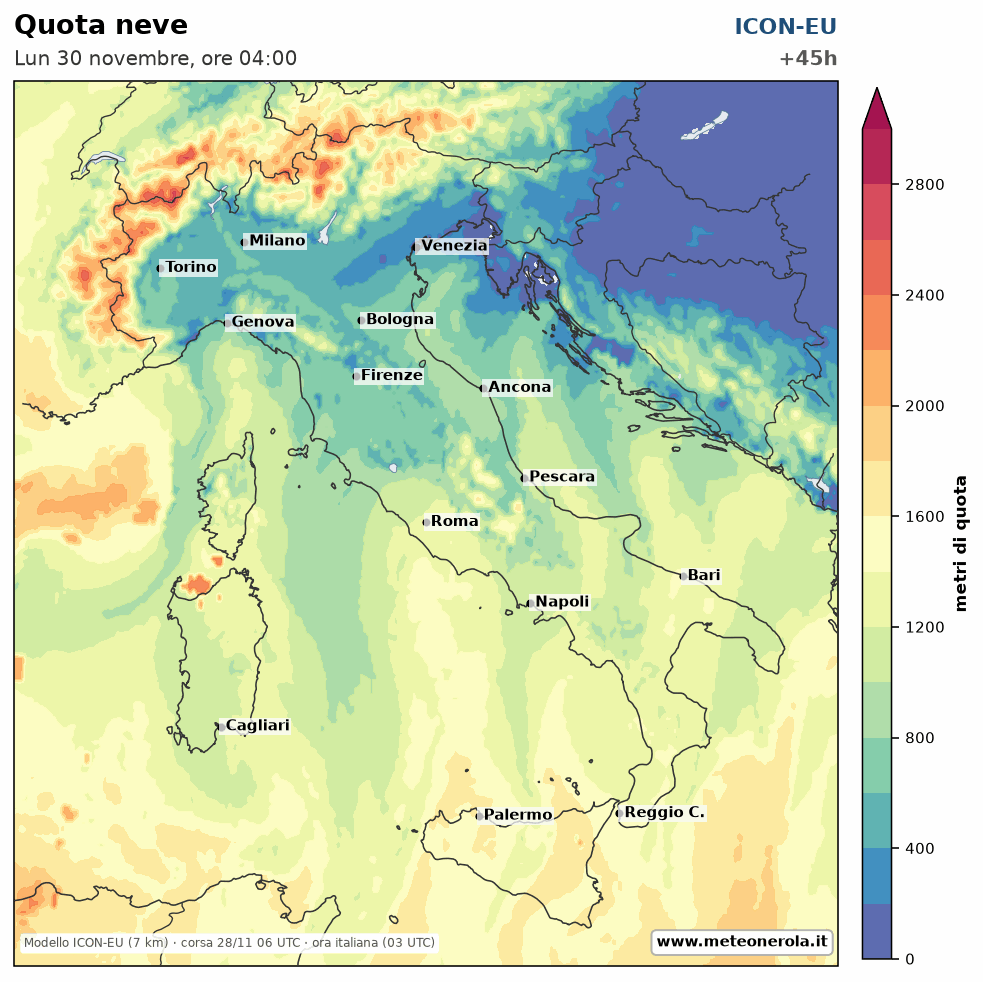 Quota neve
ICON-EU
Lun 30 novembre, ore 04:00
+45h
Milano
Venezia
Torino
Genova
Bologna
Firenze
Ancona
Pescara
Roma
Bari
Napoli
Cagliari
Palermo
Reggio C.
2800
2400
2000
1600
1200
800
400
0
metri di quota
Modello ICON-EU (7 km) · corsa 28/11 06 UTC · ora italiana (03 UTC)
www.meteonerola.it